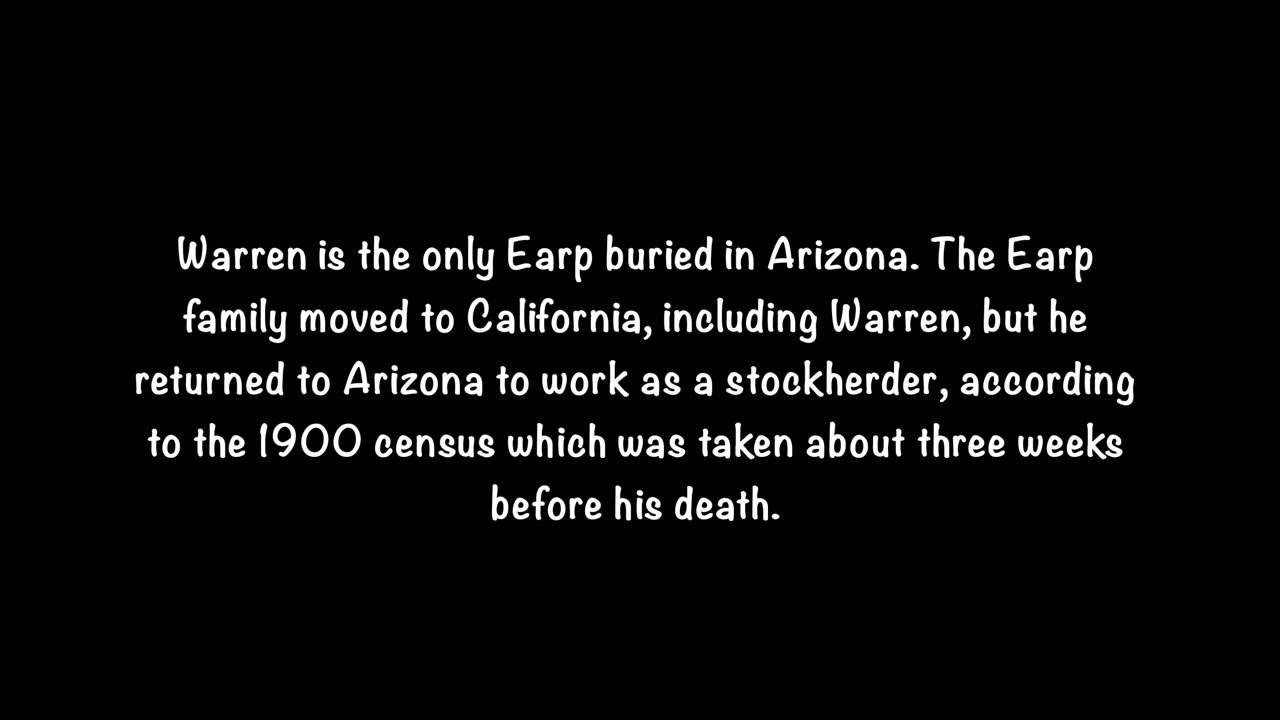 Warren is the only Earp buried in Arizona. The Earp
family moved to California, including Warren, but he
returned to Arizona to work as a stockherder, according
to the 1900 census which was taken about three weeks
before his death.